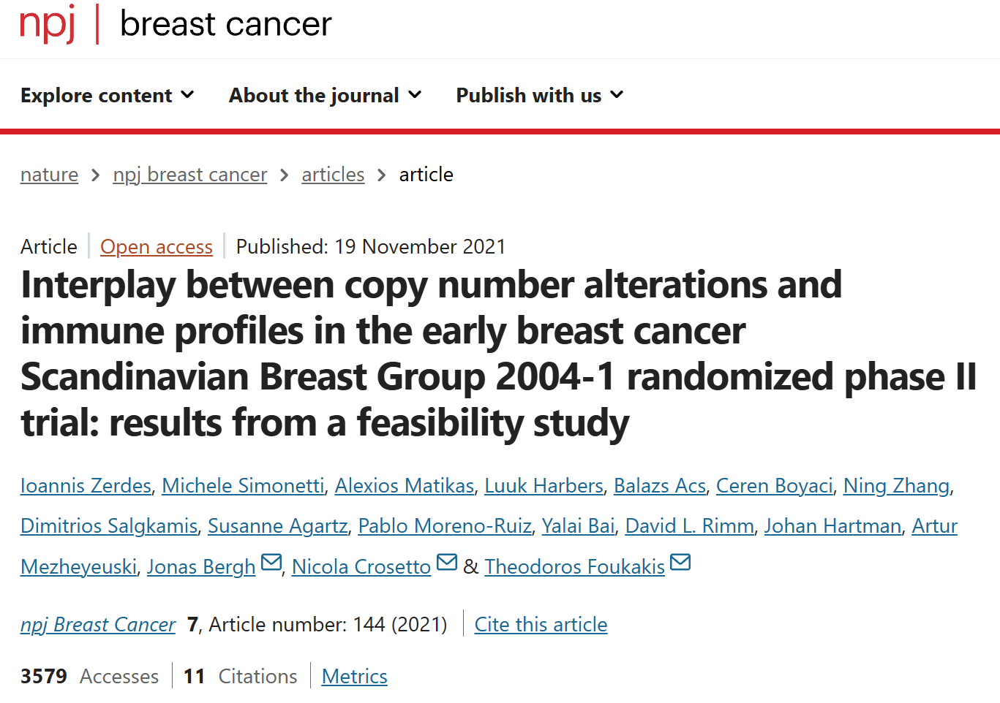 npj | breast cancer
Explore content About the journal Publish with us
nature > npj breast cancer > articles > article
Article | Open access | Published: 19 November 2021
Interplay between copy number alterations and
immune profiles in the early breast cancer
Scandinavian Breast Group 2004-1 randomized phase II
trial: results from a feasibility study
Ioannis Zerdes, Michele Simonetti, Alexios Matikas, Luuk Harbers, Balazs Acs, Ceren Boyaci, Ning Zhang,
Dimitrios Salgkamis, Susanne Agartz, Pablo Moreno-Ruiz, Yalai Bai, David L. Rimm, Johan Hartman, Artur
Mezheyeuski, Jonas Bergh, Nicola Crosetto & Theodoros Foukakis
npj Breast Cancer 7, Article number: 144 (2021) | Cite this article
3579 Accesses | 11 Citations | Metrics